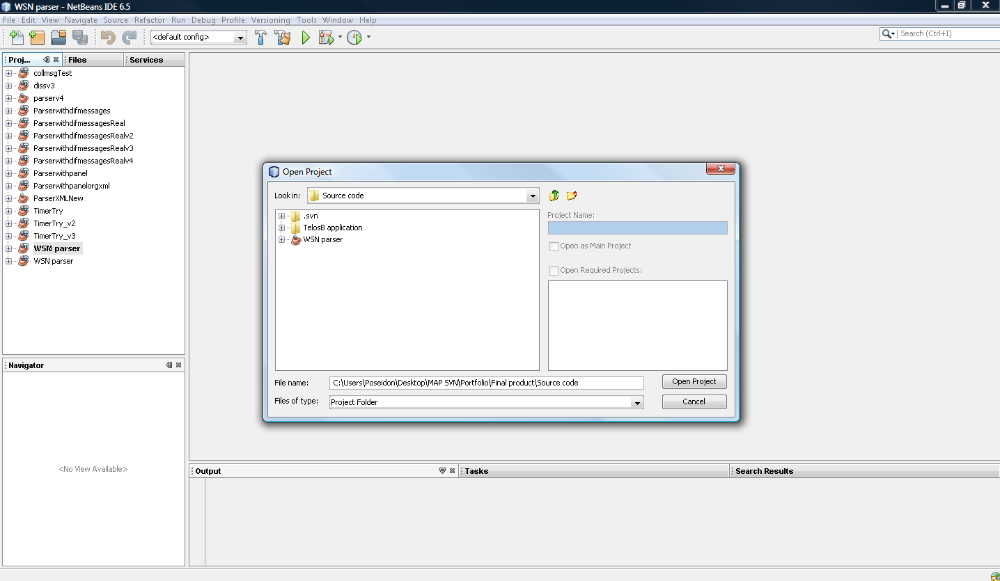 WSN parser - NetBeans IDE 6.5
File Edit View Navigate Source Refactor Run Debug Profile Versioning Tools Window Help
<default config>
Search (Ctrl+I)
Proj... Files Services
collmsgTest
dissv3
parserv4
Parserwithdifmessages
ParserwithdifmessagesReal
ParserwithdifmessagesRealv2
ParserwithdifmessagesRealv3
ParserwithdifmessagesRealv4
Parserwithpanel
Parserwithpanelorgxml
ParserXMLNew
TimerTry
TimerTry_v2
TimerTry_v3
WSN parser
WSN parser
Navigator
<No View Available>
Open Project
Look in: Source code
.svn
TelosB application
WSN parser
Project Name:
Open as Main Project
Open Required Projects:
File name: C:\Users\Poseidon\Desktop\MAP SVN\Portfolio\Final product\Source code
Open Project
Files of type: Project Folder
Cancel
Output Tasks Search Results